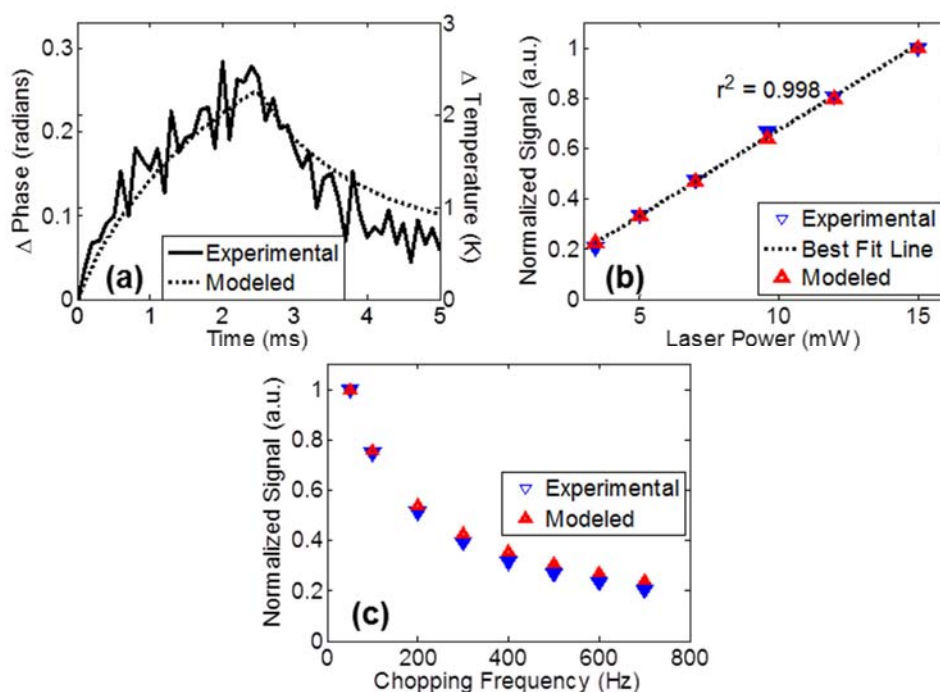 0.3
0.2
0.1
0
Δ Phase (radians)
3
2
1
0
Δ Temperature (K)
(a)
Experimental
Modeled
0 1 2 3 4 5
Time (ms)
Normalized Signal (a.u.)
1
0.8
0.6
0.4
0.2
0
r² = 0.998
Experimental
Best Fit Line
Modeled
(b)
5 10 15
Laser Power (mW)
Normalized Signal (a.u.)
1
0.8
0.6
0.4
0.2
0
Experimental
Modeled
(c)
0 200 400 600 800
Chopping Frequency (Hz)